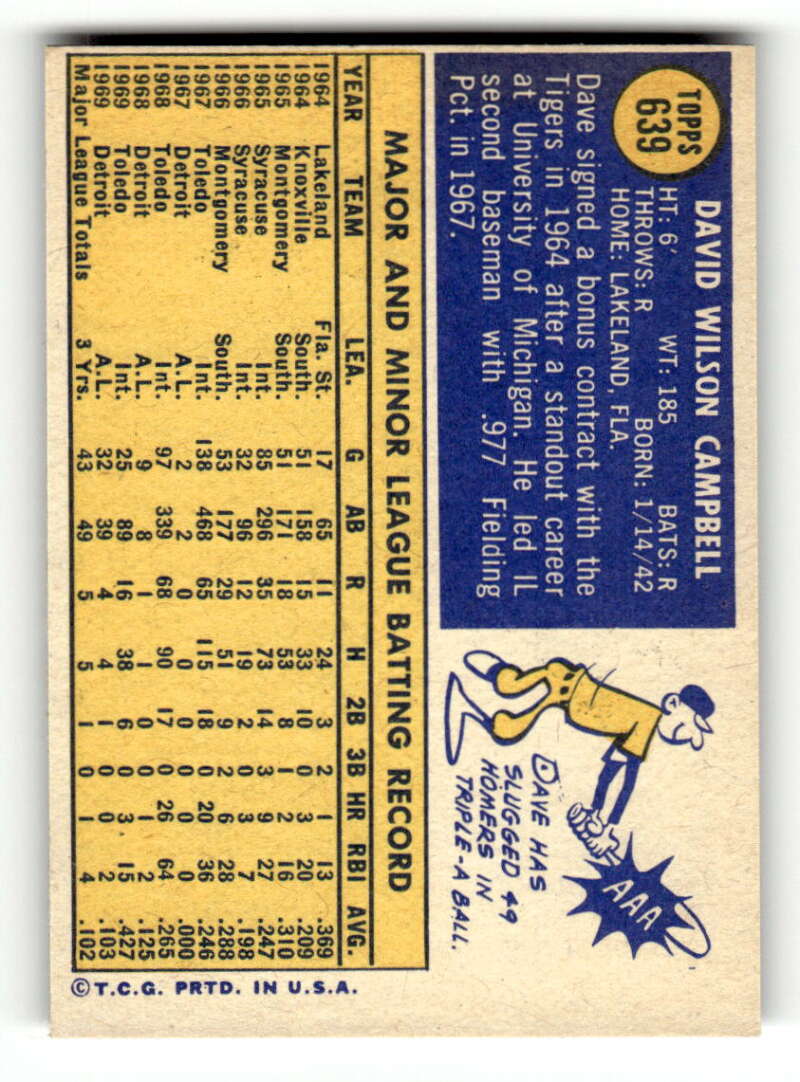 TOPPS
639
DAVID WILSON CAMPBELL
HT: 6' WT: 185 BATS: R
THROWS: R BORN: 1/14/42
HOME: LAKELAND, FLA.
Dave signed a bonus contract with the
Tigers in 1964 after a standout career
at University of Michigan. He led IL
second baseman with .977 Fielding
Pct. in 1967.
AAA
DAVE HAS
SLUGGED 49
HOMERS IN
TRIPLE-A BALL.
MAJOR AND MINOR LEAGUE BATTING RECORD
YEAR TEAM LEA. G AB R H 2B 3B HR RBI AVG.
1964 Lakeland Fla. St. 17 65 11 24 3 2 1 13 .369
1964 Knoxville South. 51 158 15 33 10 0 3 20 .209
1965 Montgomery South. 51 171 18 53 8 1 2 16 .310
1965 Syracuse Int. 85 296 35 73 14 3 9 27 .247
1966 Syracuse Int. 32 96 12 19 2 0 3 7 .198
1966 Montgomery South. 53 177 29 51 9 2 6 28 .288
1967 Toledo Int. 138 468 65 115 18 0 20 36 .246
1967 Detroit A.L. 2 2 0 0 0 0 0 0 .000
1968 Toledo Int. 97 339 68 90 17 0 26 64 .265
1968 Detroit A.L. 9 8 1 1 0 0 1 2 .125
1969 Toledo Int. 25 89 16 38 6 0 3 15 .427
1969 Detroit A.L. 32 39 4 4 1 0 0 2 .103
Major League Totals 3 Yrs. 43 49 5 5 1 0 1 4 .102
© T.C.G. PRTD. IN U.S.A.